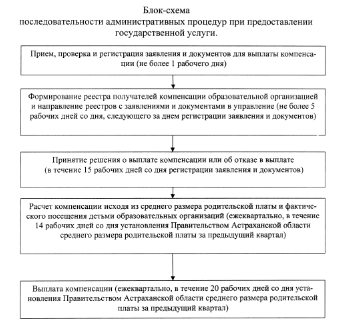 Блок-схема
последовательности административных процедур при предоставлении
государственной услуги.
Прием, проверка и регистрация заявления и документов для выплаты компенса-
ции (не более 1 рабочего дня)
Формирование реестра получателей компенсации образовательной организацией
и направление реестров с заявлениями и документами в управление (не более 5
рабочих дней со дня, следующего за днем регистрации заявления и документов)
Принятие решения о выплате компенсации или об отказе в выплате
(в течение 15 рабочих дней со дня регистрации заявления и документов)
Расчет компенсации исходя из среднего размера родительской платы и фактиче-
ского посещения детьми образовательных организаций (ежеквартально, в течение
14 рабочих дней со дня установления Правительством Астраханской области
среднего размера родительской платы за предыдущий квартал)
Выплата компенсации (ежеквартально, в течение 20 рабочих дней со дня уста-
новления Правительством Астраханской области среднего размера родительской
платы за предыдущий квартал)